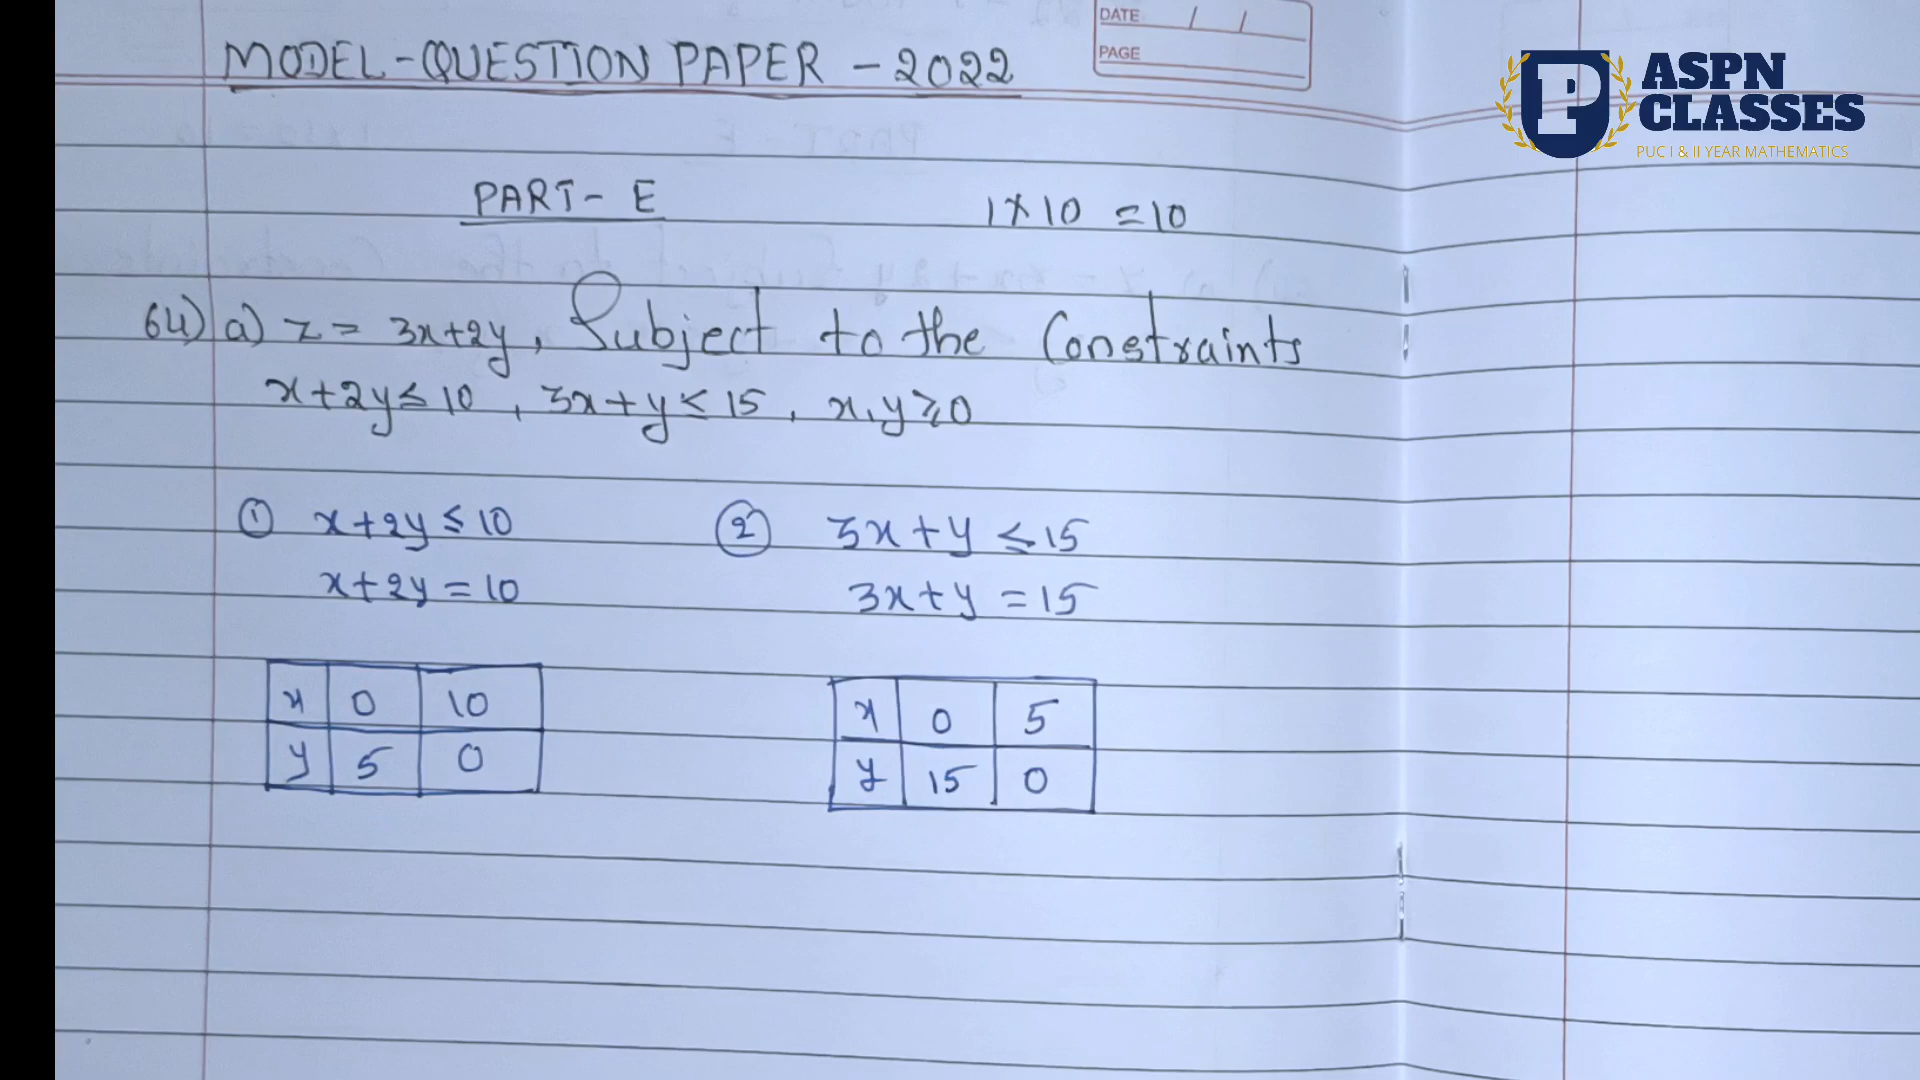 DATE / /
PAGE
MODEL-QUESTION PAPER - 2022
ASPN
CLASSES
PUC I & II YEAR MATHEMATICS
PART- E 1x10 =10
64) a) z = 3x+2y, Subject to the Constraints
x+2y≤10, 3x+y≤15, x,y≥0
① x+2y≤10 ② 3x+y≤15
x+2y=10 3x+y=15
x 0 10 x 0 5
y 5 0 y 15 0